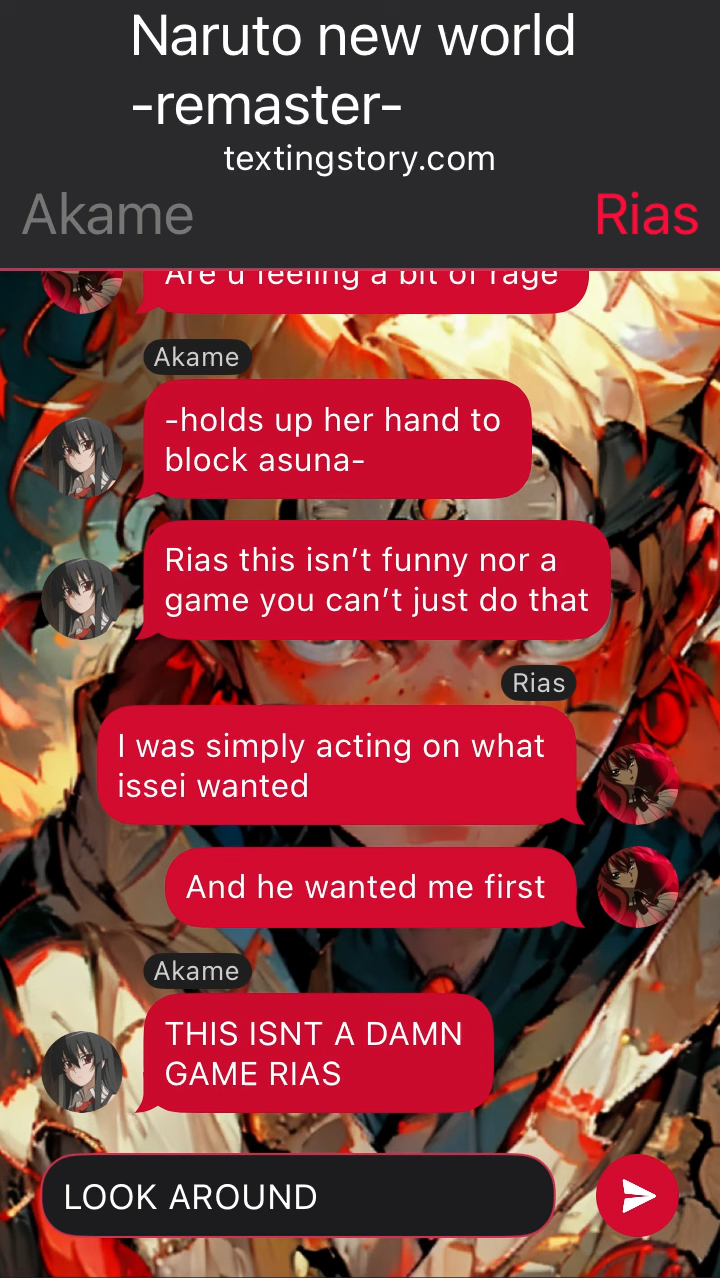 Naruto new world
-remaster-
textingstory.com
Akame
Rias
Are u feeling a bit of rage
Akame
-holds up her hand to
block asuna-
Rias this isn’t funny nor a
game you can’t just do that
Rias
I was simply acting on what
issei wanted
And he wanted me first
Akame
THIS ISNT A DAMN
GAME RIAS
LOOK AROUND